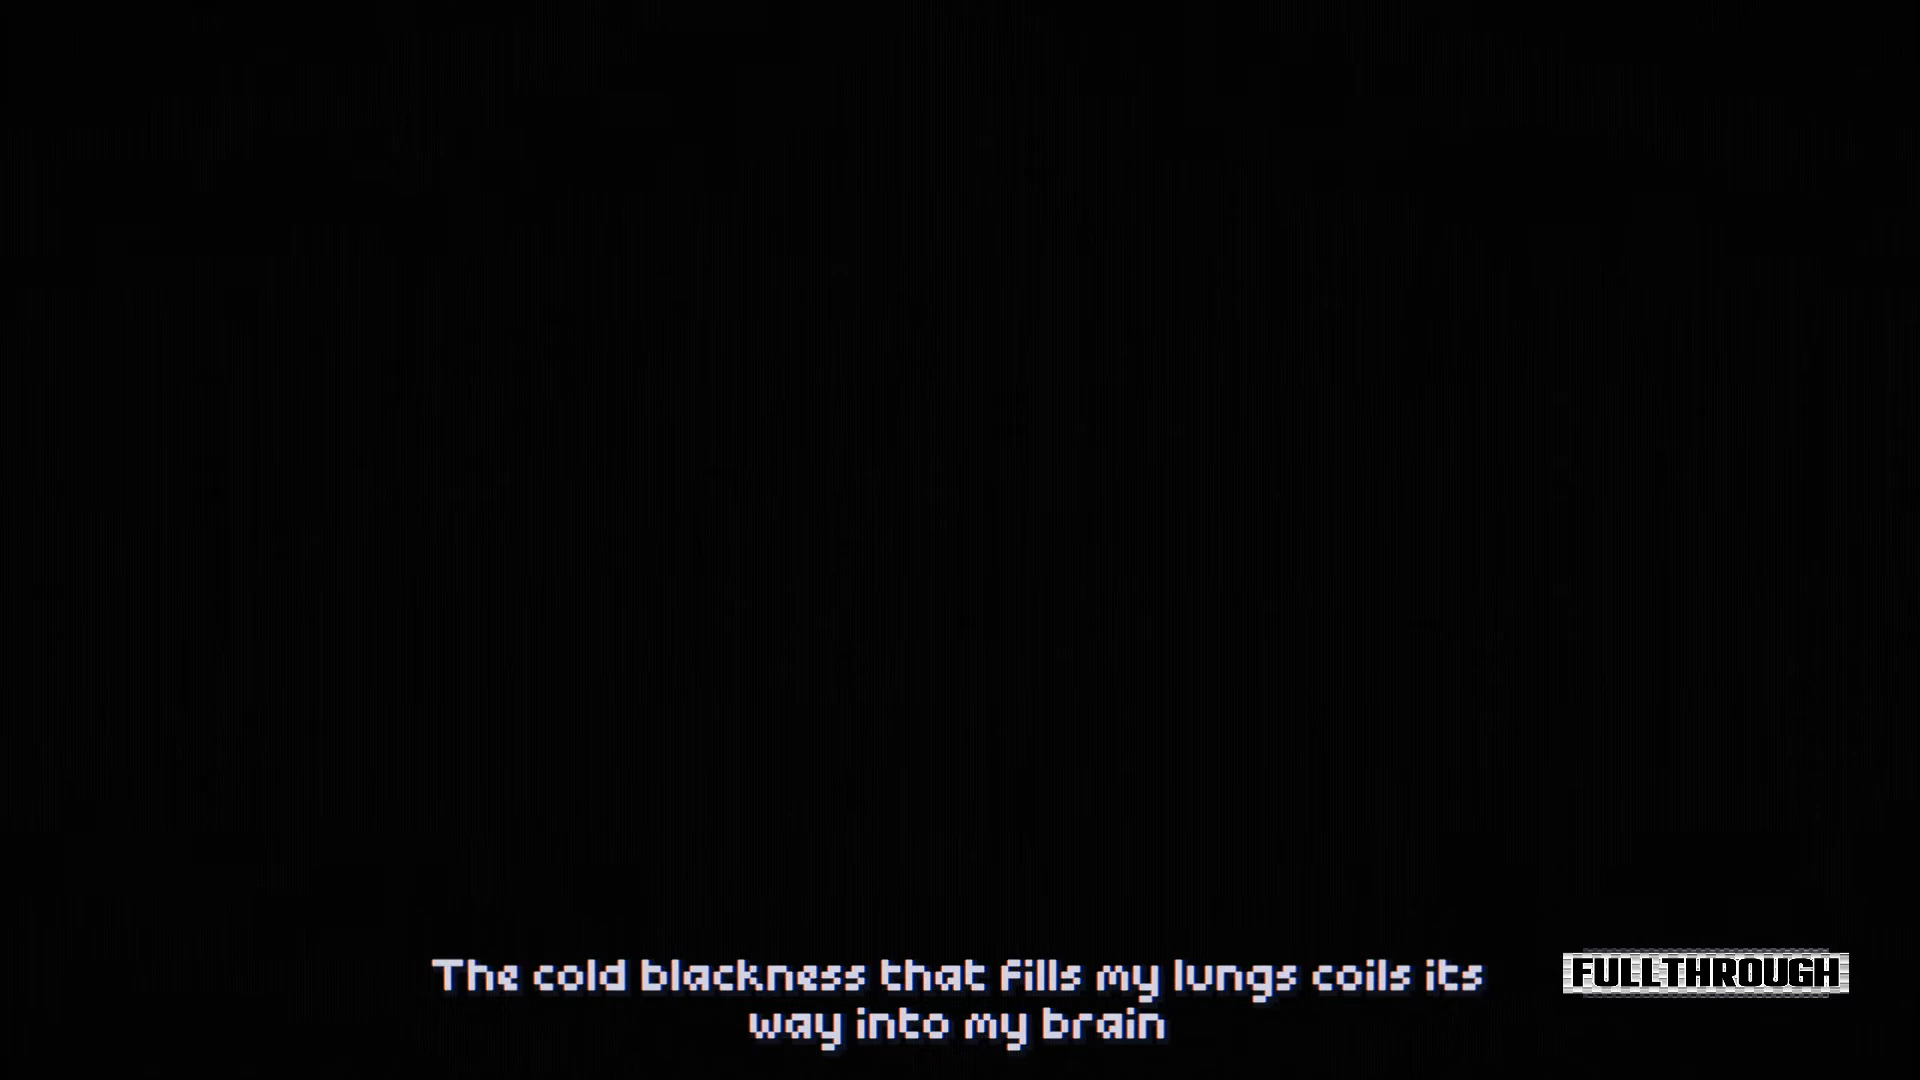 The cold blackness that fills my lungs coils its
way into my brain
FULLTHROUGH